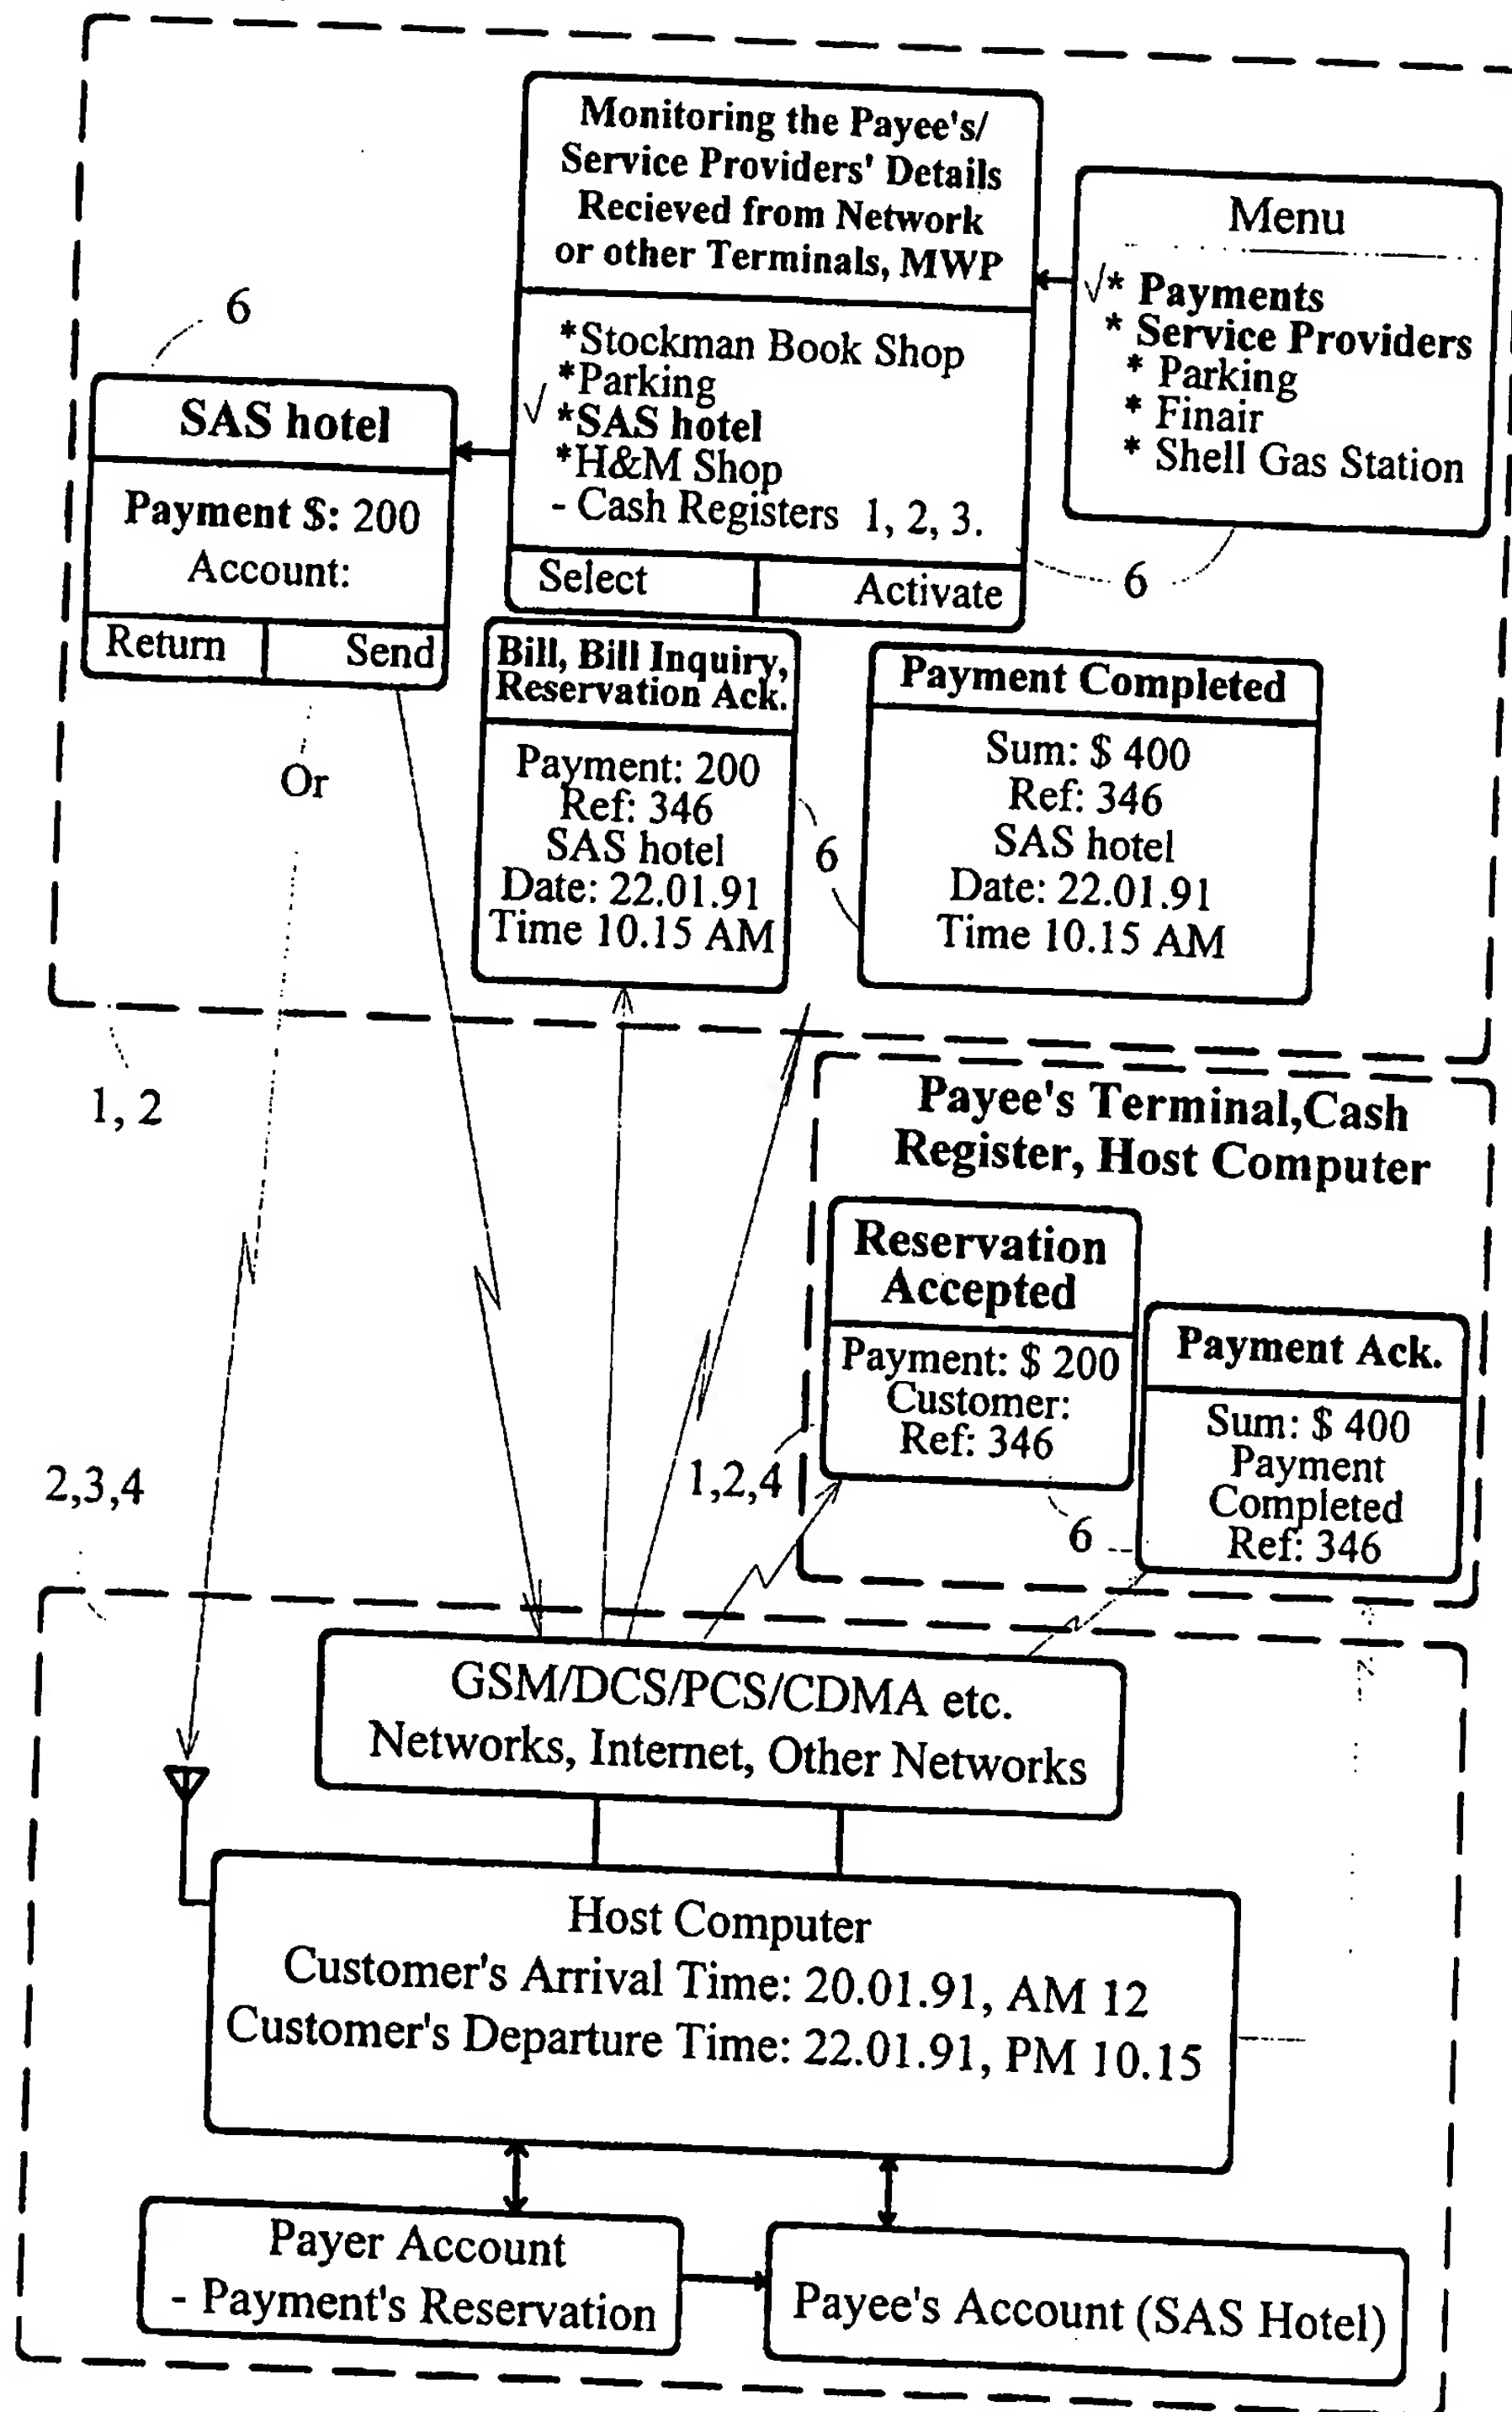 Monitoring the Payee's/
Service Providers' Details
Recieved from Network
or other Terminals, MWP
*Stockman Book Shop
*Parking
√ *SAS hotel
*H&M Shop
- Cash Registers 1, 2, 3.
Select Activate
Menu
√* Payments
* Service Providers
* Parking
* Finair
* Shell Gas Station
6
6
SAS hotel
Payment $: 200
Account:
Return Send
Or
Bill, Bill Inquiry,
Reservation Ack.
Payment: 200
Ref: 346
SAS hotel
Date: 22.01.91
Time 10.15 AM
6
Payment Completed
Sum: $ 400
Ref: 346
SAS hotel
Date: 22.01.91
Time 10.15 AM
1, 2
Payee's Terminal,Cash
Register, Host Computer
Reservation
Accepted
Payment: $ 200
Customer:
Ref: 346
Payment Ack.
Sum: $ 400
Payment
Completed
Ref: 346
1,2,4
6
2,3,4
GSM/DCS/PCS/CDMA etc.
Networks, Internet, Other Networks
Host Computer
Customer's Arrival Time: 20.01.91, AM 12
Customer's Departure Time: 22.01.91, PM 10.15
Payer Account
- Payment's Reservation
Payee's Account (SAS Hotel)